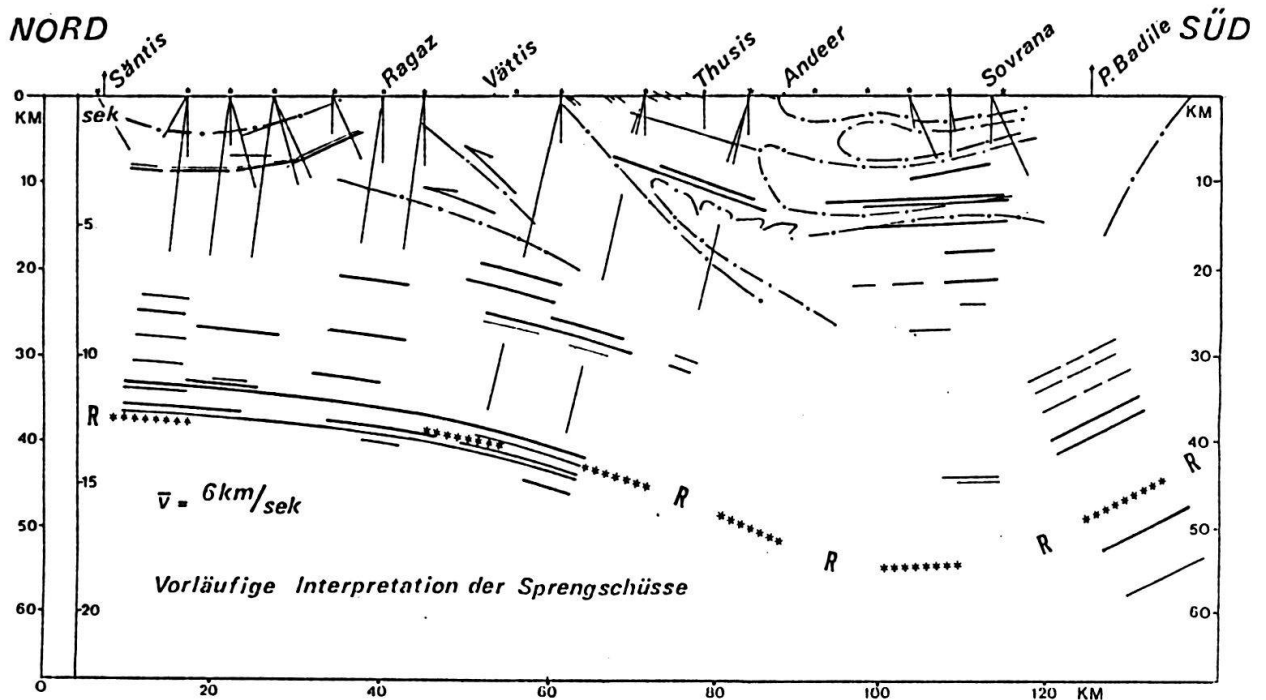 NORD
SŰD
Säntis
Ragaz
Vättis
Thusis
Andeer
Sovrana
P. Badile
0
KM
sek
KM
10
10
5
20
20
10
30
30
R
40
40
R
15
R
50
50
R
R
v̅ = 6km/sek
Vorläufige Interpretation der Sprengschüsse
60
20
60
0
20
40
60
80
100
120
KM